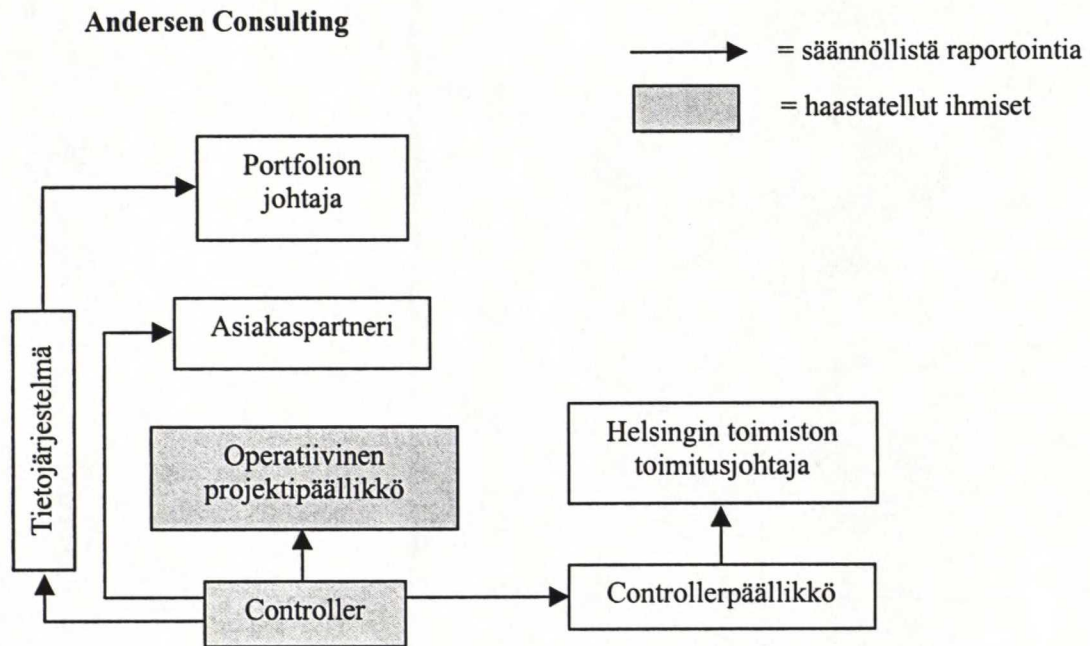 Andersen Consulting
= säännöllistä raportointia
= haastatellut ihmiset
Portfolion
johtaja
Asiakaspartneri
Tietojärjestelmä
Operatiivinen
projektipäällikkö
Helsingin toimiston
toimitusjohtaja
Controller
Controllerpäällikkö